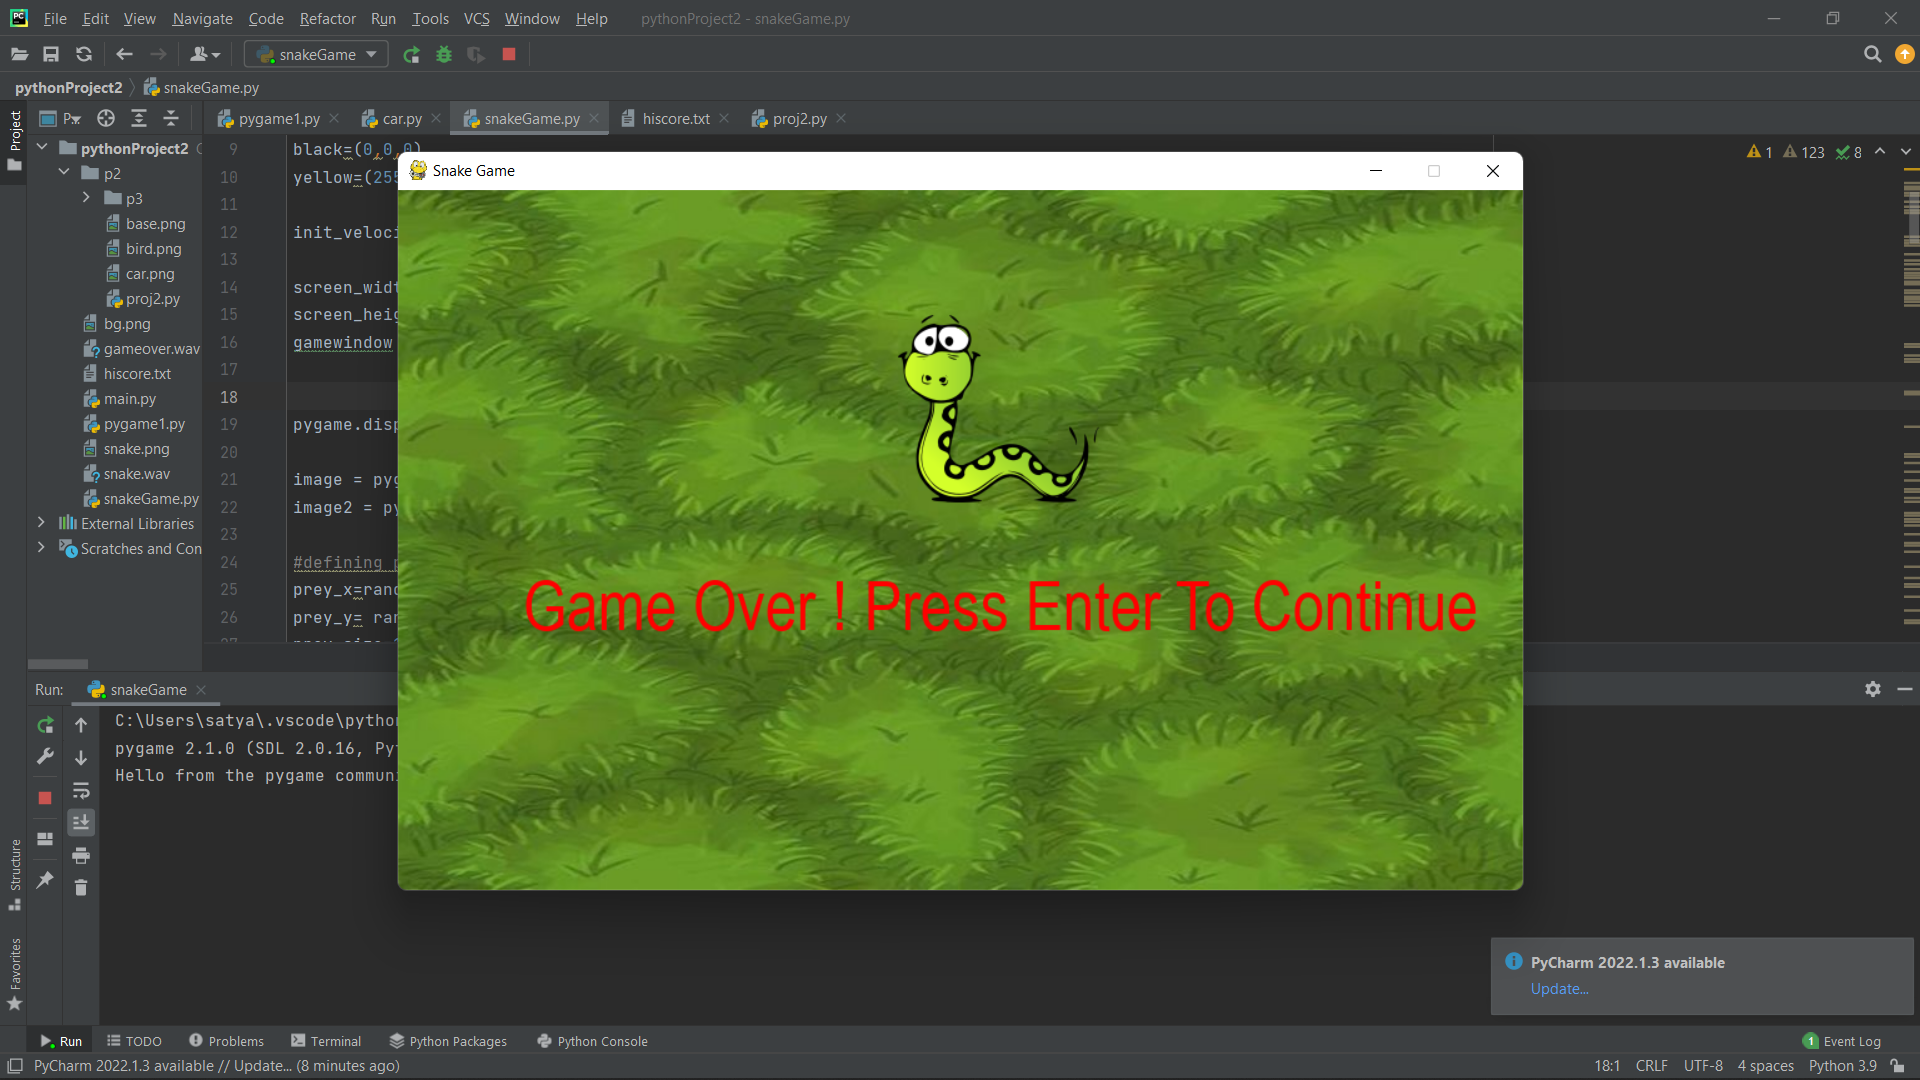 File Edit View Navigate Code Refactor Run Tools VCS Window Help pythonProject2 - snakeGame.py
snakeGame
pythonProject2 snakeGame.py
Project
P...
pygame1.py car.py snakeGame.py hiscore.txt proj2.py
pythonProject2
p2
p3
base.png
bird.png
car.png
proj2.py
bg.png
gameover.wav
hiscore.txt
main.py
pygame1.py
snake.png
snake.wav
snakeGame.py
External Libraries
Scratches and Con
9 black=(0,0,0)
10 yellow=(255
11
12 init_veloci
13
14 screen_widt
15 screen_heig
16 gamewindow
17
18
19 pygame.disp
20
21 image = pyg
22 image2 = py
23
24 #defining p
25 prey_x=rand
26 prey_y= ran
1 123 8
Snake Game
Game Over ! Press Enter To Continue
Run: snakeGame
C:\Users\satya\.vscode\python
pygame 2.1.0 (SDL 2.0.16, Py
Hello from the pygame communi
Structure
Favorites
PyCharm 2022.1.3 available
Update...
Run TODO Problems Terminal Python Packages Python Console 1 Event Log
PyCharm 2022.1.3 available // Update... (8 minutes ago) 18:1 CRLF UTF-8 4 spaces Python 3.9